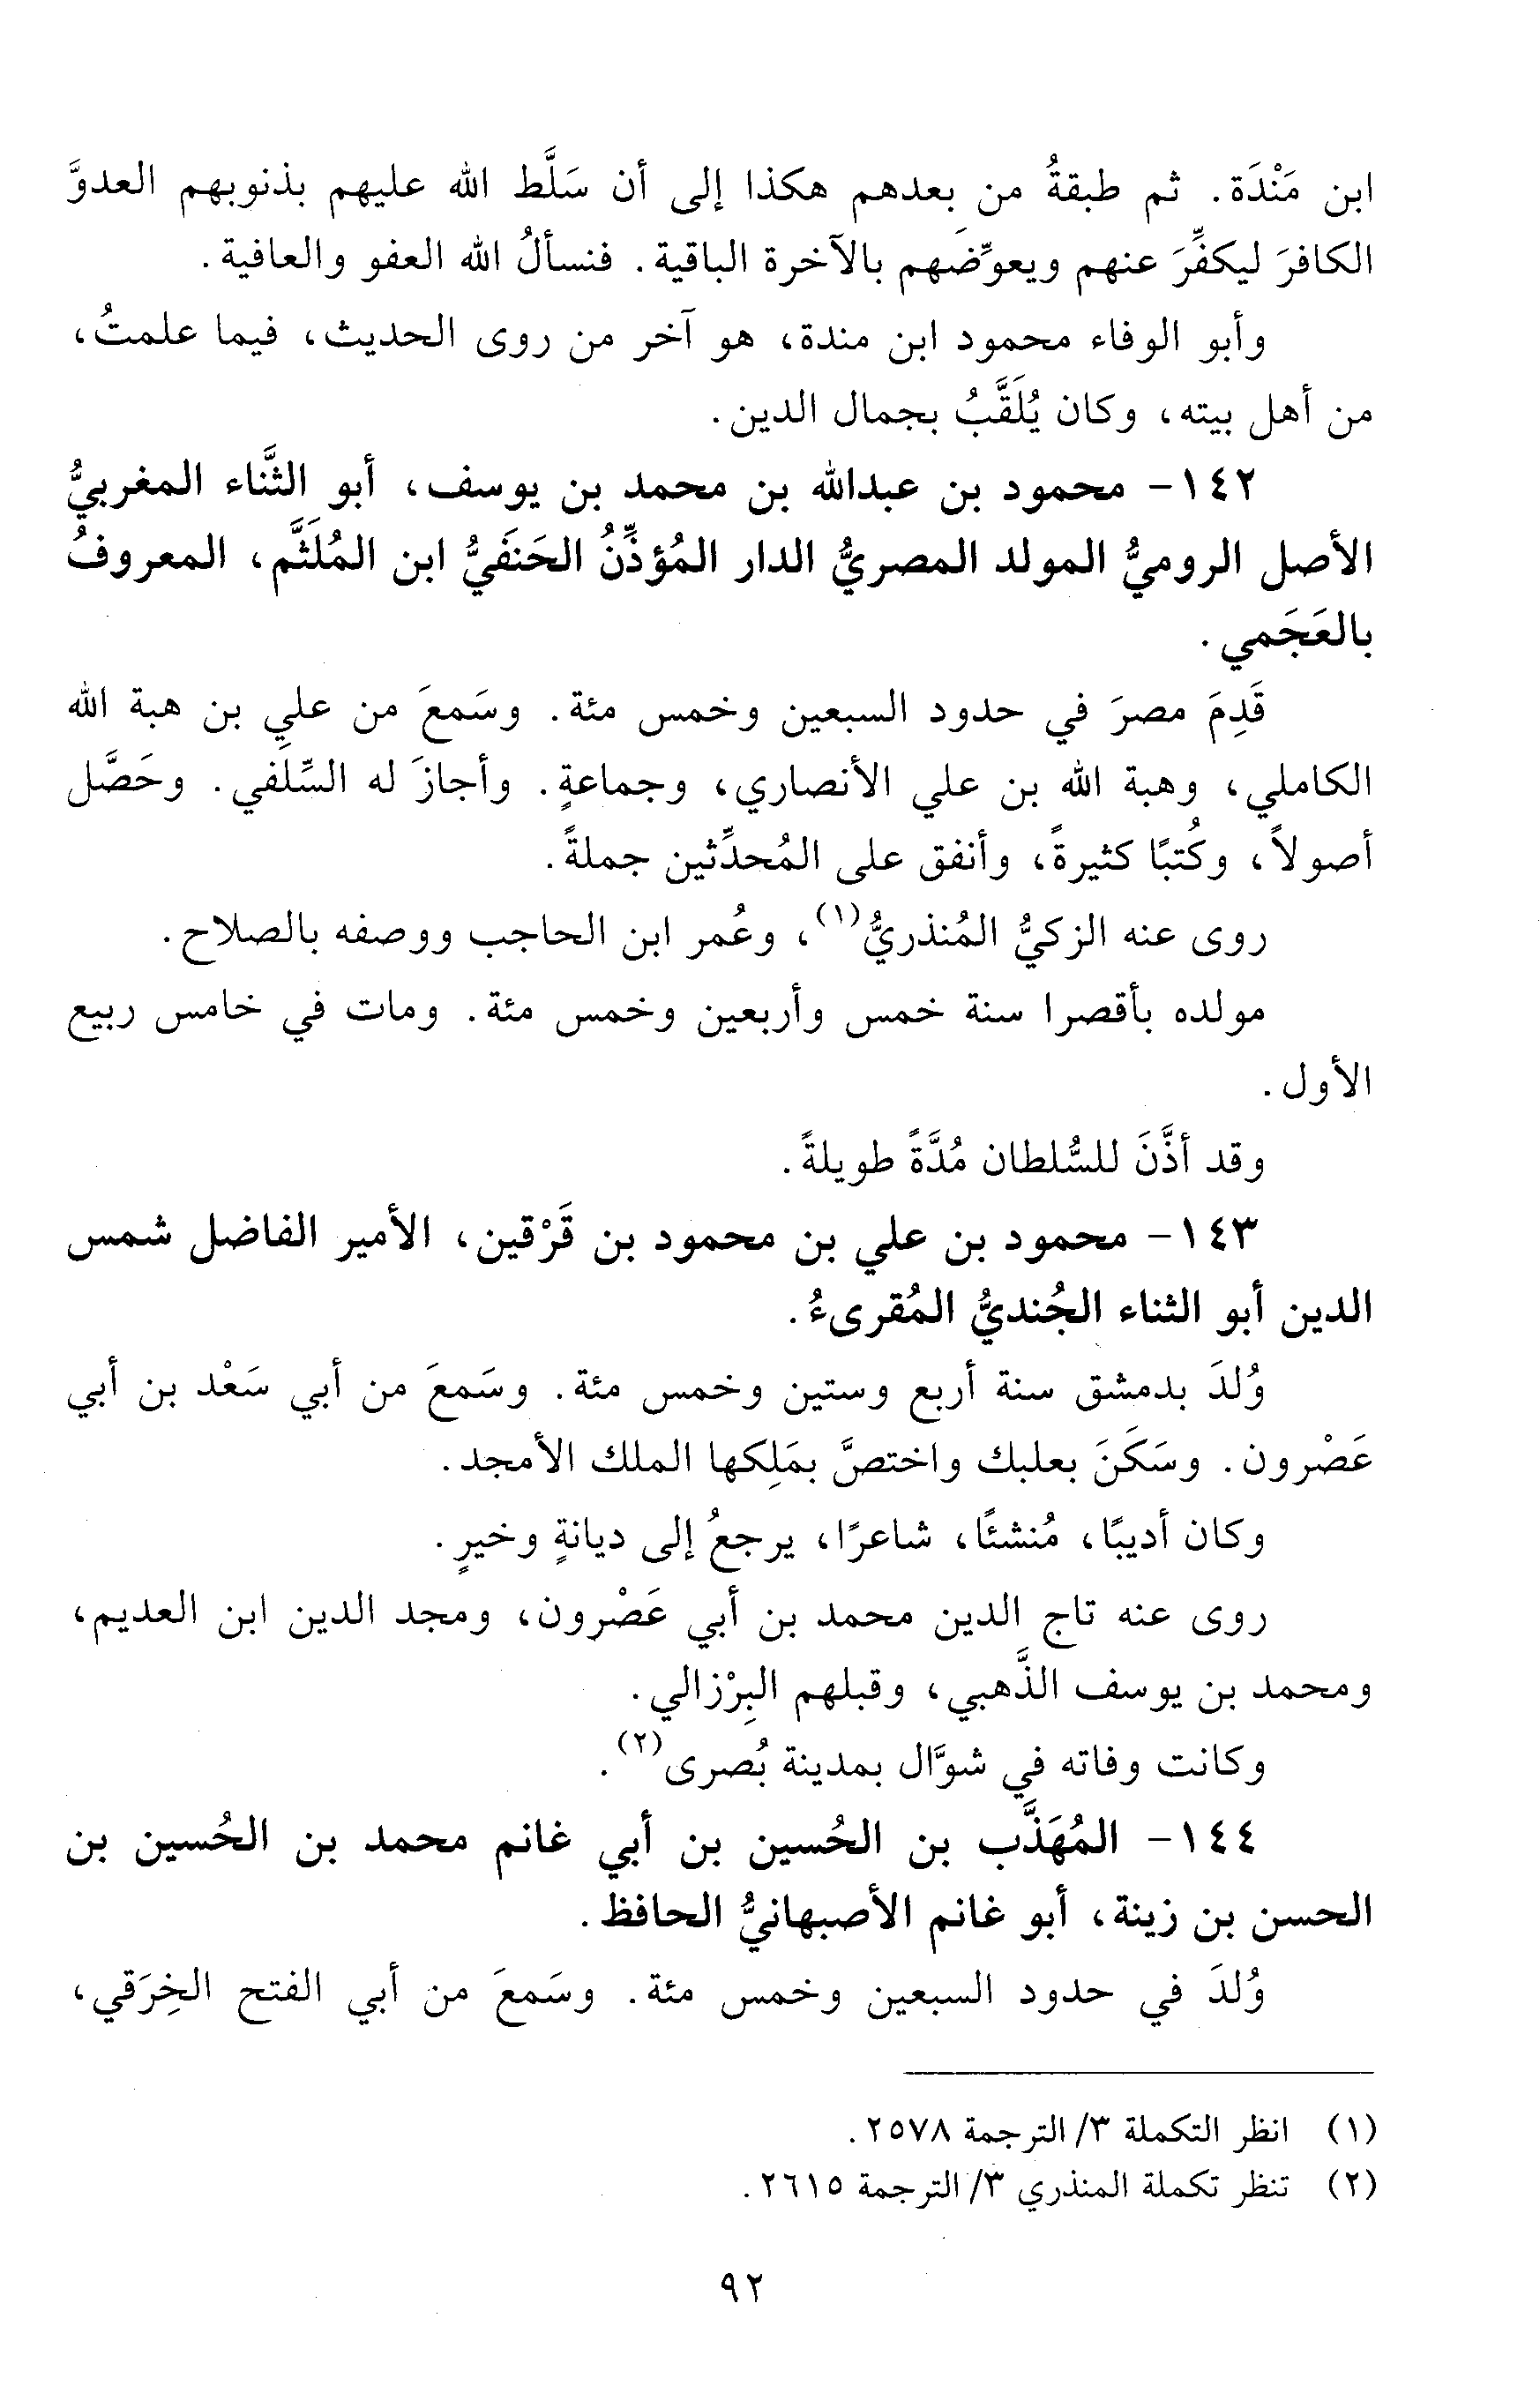 ابن مَنْدَة. ثم طبقةُ من بعدهم هكذا إلى أن سَلَّط الله عليهم بذنوبهم العدوَّ
الكافرَ ليكفِّرَ عنهم ويعوِّضَهم بالآخرة الباقية. فنسألُ الله العفو والعافية.
وأبو الوفاء محمود ابن مندة، هو آخر من روى الحديث، فيما علمتُ،
من أهل بيته، وكان يُلَقَّبُ بجمال الدين.
١٤٢- محمود بن عبدالله بن محمد بن يوسف، أبو الثَّناء المغربيُّ
الأصل الروميُّ المولد المصريُّ الدار المُؤذِّنُ الحَنَفيُّ ابن المُلَثَّم، المعروفُ
بالعَجَمي.
قَدِمَ مصرَ في حدود السبعين وخمس مئة. وسَمعَ من علي بن هبة الله
الكاملي، وهبة الله بن علي الأنصاري، وجماعةٍ. وأجازَ له السِّلَفي. وحَصَّل
أصولاً، وكُتبًا كثيرةً، وأنفق على المُحدِّثين جملةً.
روى عنه الزكيُّ المُنذريُّ(١)، وعُمر ابن الحاجب ووصفه بالصلاح.
مولده بأقصرا سنة خمس وأربعين وخمس مئة. ومات في خامس ربيع
الأول.
وقد أذَّنَ للسُّلطان مُدَّةً طويلةً.
١٤٣- محمود بن علي بن محمود بن قَرْقين، الأمير الفاضل شمس
الدين أبو الثناء الجُنديُّ المُقرىءُ.
وُلدَ بدمشق سنة أربع وستين وخمس مئة. وسَمعَ من أبي سَعْد بن أبي
عَصْرون. وسَكَنَ بعلبك واختصَّ بمَلِكها الملك الأمجد.
وكان أديبًا، مُنشئًا، شاعرًا، يرجعُ إلى ديانةٍ وخيرٍ.
روى عنه تاج الدين محمد بن أبي عَصْرون، ومجد الدين ابن العديم،
ومحمد بن يوسف الذَّهبي، وقبلهم البِرْزالي.
وكانت وفاته في شوَّال بمدينة بُصرى(٢).
١٤٤- المُهَذَّب بن الحُسين بن أبي غانم محمد بن الحُسين بن
الحسن بن زينة، أبو غانم الأصبهانيُّ الحافظ.
وُلدَ في حدود السبعين وخمس مئة. وسَمعَ من أبي الفتح الخِرَقي،
(١) انظر التكملة ٣/ الترجمة ٢٥٧٨.
(٢) تنظر تكملة المنذري ٣/ الترجمة ٢٦١٥.
٩٢